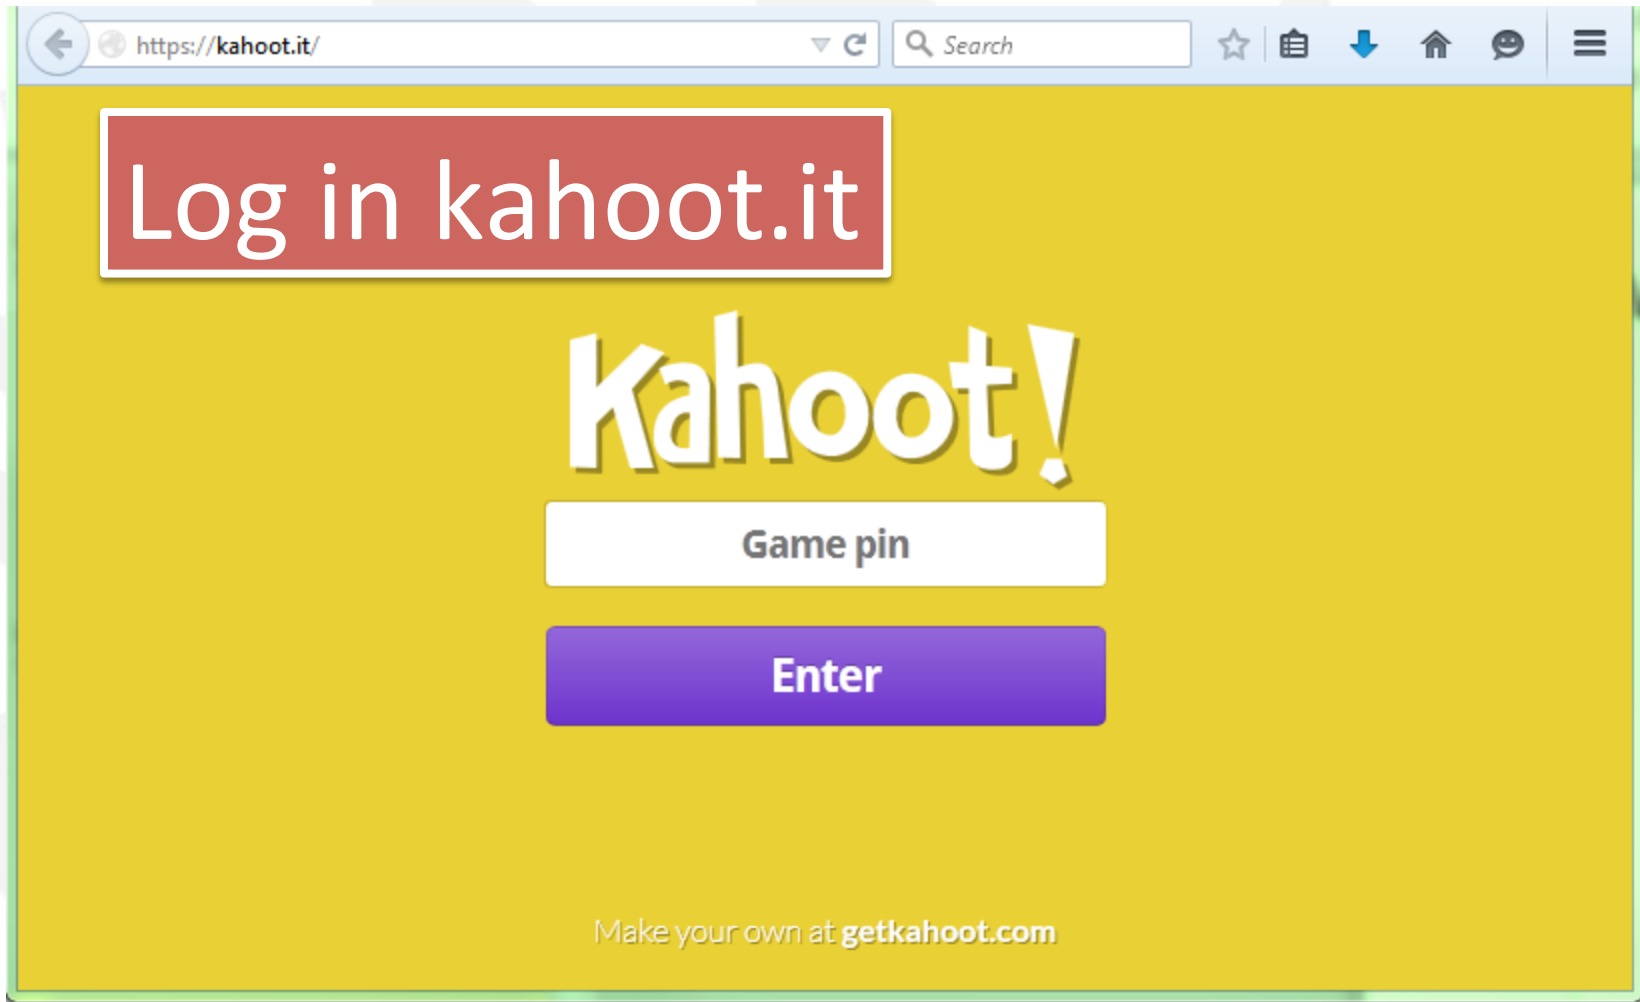 https://kahoot.it/
Search
Log in kahoot.it
Kahoot!
Game pin
Enter
Make your own at getkahoot.com